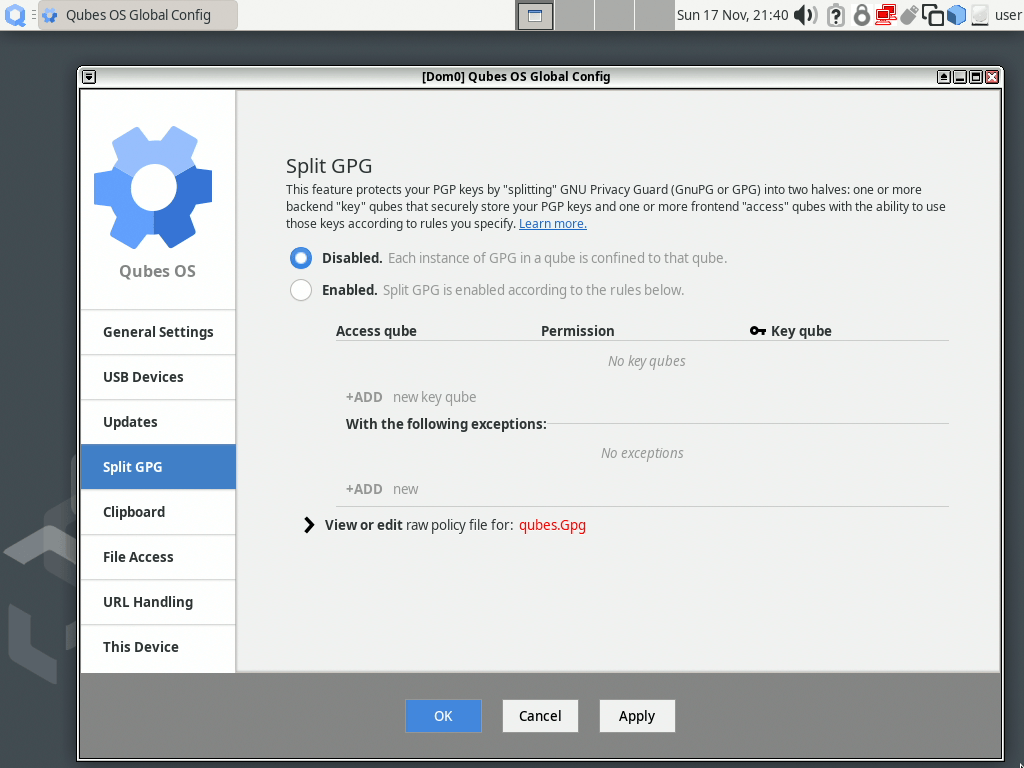 Qubes OS Global Config
Sun 17 Nov, 21:40
user
[Dom0] Qubes OS Global Config
Qubes OS
General Settings
USB Devices
Updates
Split GPG
Clipboard
File Access
URL Handling
This Device
Split GPG
This feature protects your PGP keys by "splitting" GNU Privacy Guard (GnuPG or GPG) into two halves: one or more
backend "key" qubes that securely store your PGP keys and one or more frontend "access" qubes with the ability to use
those keys according to rules you specify. Learn more.
Disabled. Each instance of GPG in a qube is confined to that qube.
Enabled. Split GPG is enabled according to the rules below.
Access qube Permission Key qube
No key qubes
+ADD new key qube
With the following exceptions:
No exceptions
+ADD new
View or edit raw policy file for: qubes.Gpg
OK Cancel Apply